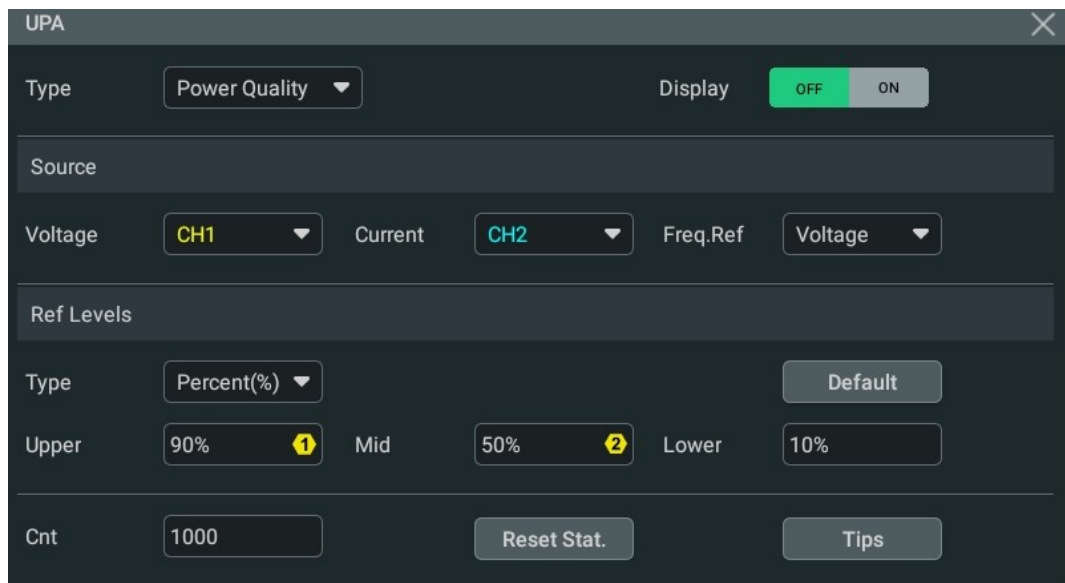 UPA
Type Power Quality Display OFF ON
Source
Voltage CH1 Current CH2 Freq.Ref Voltage
Ref Levels
Type Percent(%) Default
Upper 90% 1 Mid 50% 2 Lower 10%
Cnt 1000 Reset Stat. Tips